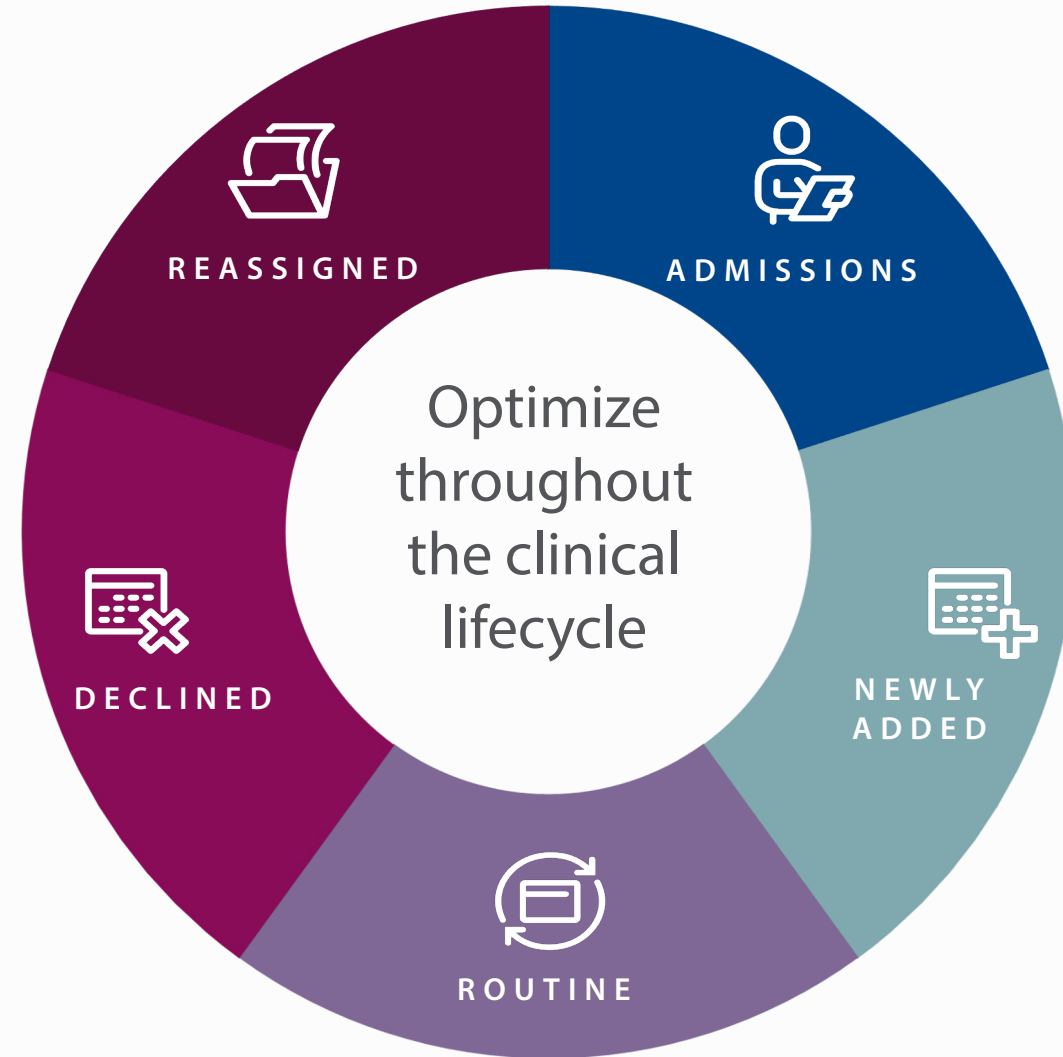 REASSIGNED
ADMISSIONS
Optimize
throughout
the clinical
lifecycle
DECLINED
NEWLY
ADDED
ROUTINE